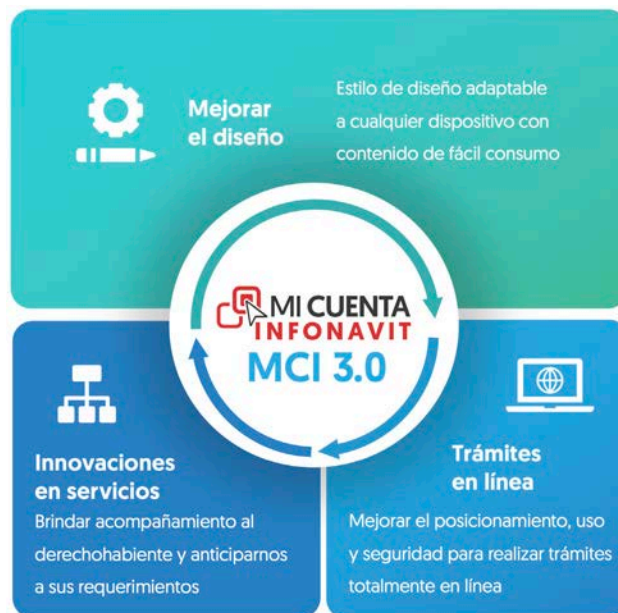 Mejorar
el diseño
Estilo de diseño adaptable
a cualquier dispositivo con
contenido de fácil consumo
MI CUENTA
INFONAVIT
MCI 3.0
Innovaciones
en servicios
Brindar acompañamiento al
derechohabiente y anticiparnos
a sus requerimientos
Trámites
en línea
Mejorar el posicionamiento, uso
y seguridad para realizar trámites
totalmente en línea